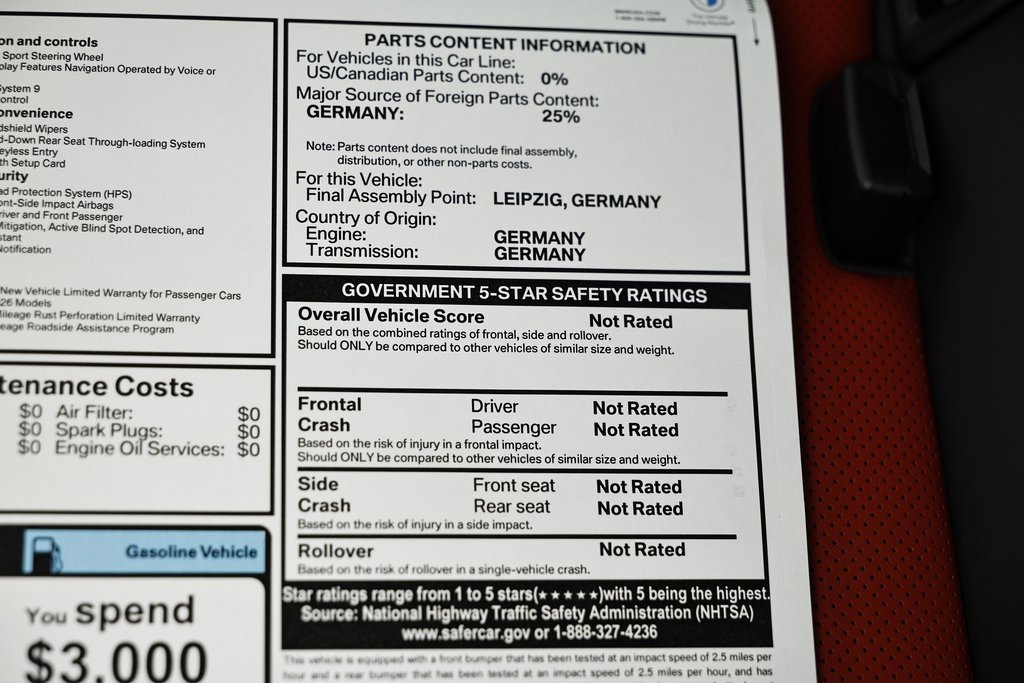 on and controls
Sport Steering Wheel
play Features Navigation Operated by Voice or
ystem 9
ontrol
onvenience
dshield Wipers
d-Down Rear Seat Through-loading System
eyless Entry
th Setup Card
urity
ad Protection System (HPS)
ont-Side Impact Airbags
river and Front Passenger
Mitigation, Active Blind Spot Detection, and
stant
Notification
New Vehicle Limited Warranty for Passenger Cars
26 Models
Mileage Rust Perforation Limited Warranty
eage Roadside Assistance Program
tenance Costs
$0 Air Filter: $0
$0 Spark Plugs: $0
$0 Engine Oil Services: $0
Gasoline Vehicle
You spend
$3,000
PARTS CONTENT INFORMATION
For Vehicles in this Car Line:
US/Canadian Parts Content: 0%
Major Source of Foreign Parts Content:
GERMANY: 25%
Note: Parts content does not include final assembly,
distribution, or other non-parts costs.
For this Vehicle:
Final Assembly Point: LEIPZIG, GERMANY
Country of Origin:
Engine: GERMANY
Transmission: GERMANY
GOVERNMENT 5-STAR SAFETY RATINGS
Overall Vehicle Score Not Rated
Based on the combined ratings of frontal, side and rollover.
Should ONLY be compared to other vehicles of similar size and weight.
Frontal Driver Not Rated
Crash Passenger Not Rated
Based on the risk of injury in a frontal impact.
Should ONLY be compared to other vehicles of similar size and weight.
Side Front seat Not Rated
Crash Rear seat Not Rated
Based on the risk of injury in a side impact.
Rollover Not Rated
Based on the risk of rollover in a single-vehicle crash.
Star ratings range from 1 to 5 stars(★★★★★)with 5 being the highest.
Source: National Highway Traffic Safety Administration (NHTSA)
www.safercar.gov or 1-888-327-4236
This vehicle is equipped with a front bumper that has been tested at an impact speed of 2.5 miles per
hour and a rear bumper that has been tested at an impact speed of 2.5 miles per hour, and has